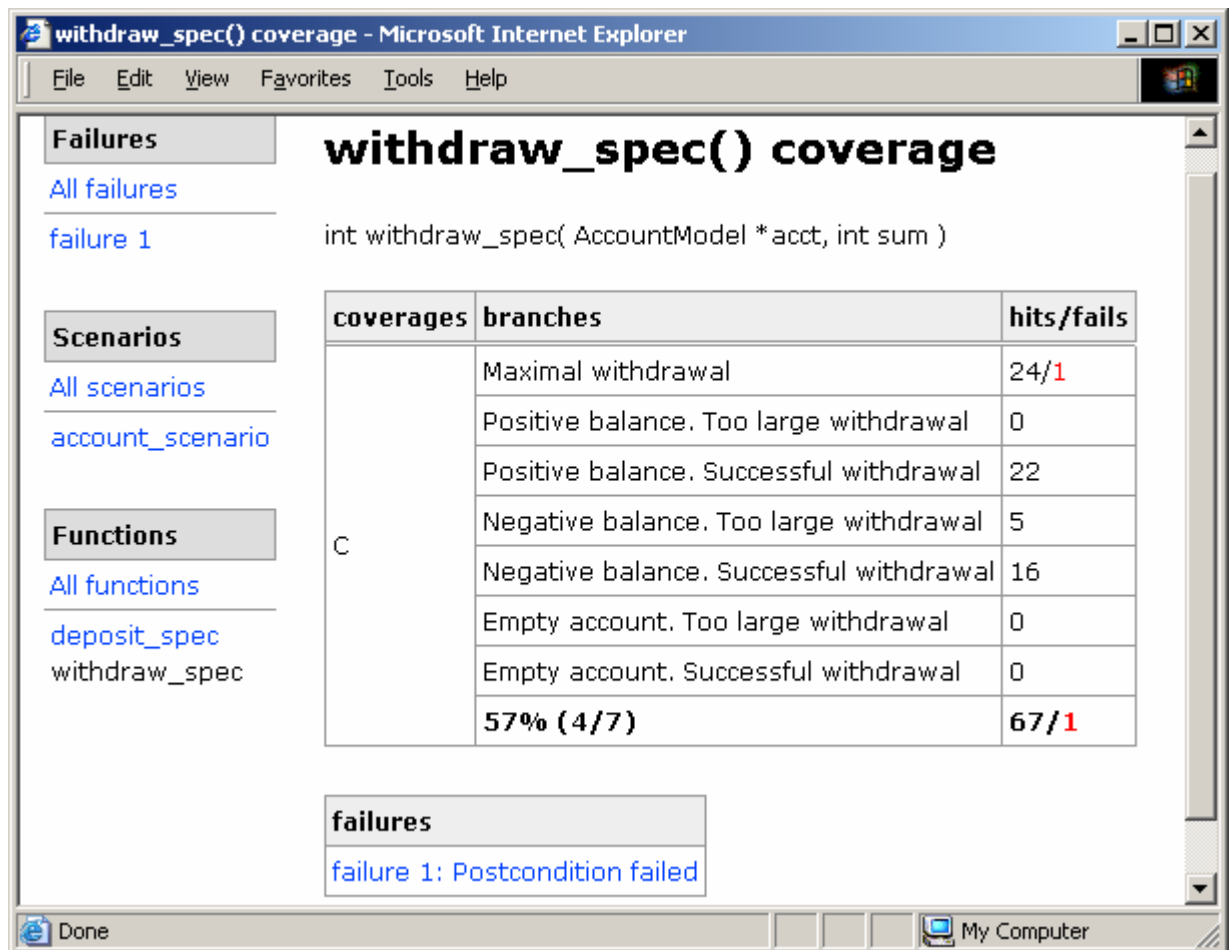 withdraw_spec() coverage - Microsoft Internet Explorer
File Edit View Favorites Tools Help
Failures
All failures
failure 1
Scenarios
All scenarios
account_scenario
Functions
All functions
deposit_spec
withdraw_spec
withdraw_spec() coverage
int withdraw_spec( AccountModel *acct, int sum )
coverages branches hits/fails
C
Maximal withdrawal 24/1
Positive balance. Too large withdrawal 0
Positive balance. Successful withdrawal 22
Negative balance. Too large withdrawal 5
Negative balance. Successful withdrawal 16
Empty account. Too large withdrawal 0
Empty account. Successful withdrawal 0
57% (4/7) 67/1
failures
failure 1: Postcondition failed
Done My Computer